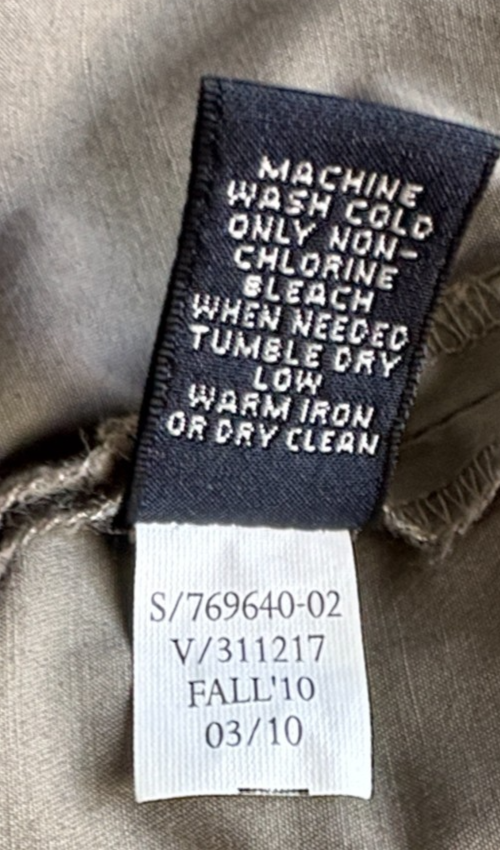 MACHINE
WASH COLD
ONLY NON-
CHLORINE
BLEACH
WHEN NEEDED
TUMBLE DRY
LOW
WARM IRON
OR DRY CLEAN
S/769640-02
V/311217
FALL'10
03/10